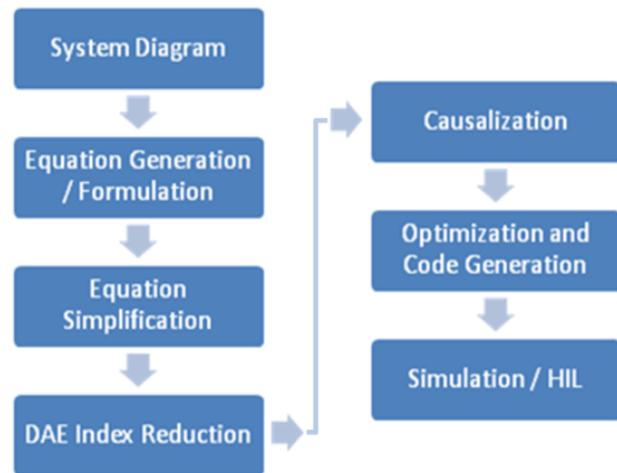 System Diagram
Equation Generation
/ Formulation
Equation
Simplification
DAE Index Reduction
Causalization
Optimization and
Code Generation
Simulation / HIL